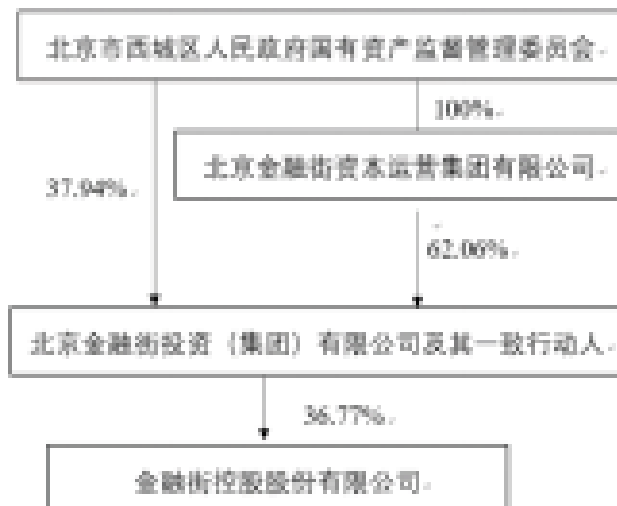 北京市西城区人民政府国有资产监督管理委员会
100%
北京金融街资本运营集团有限公司
37.94%
62.06%
北京金融街投资（集团）有限公司及其一致行动人
36.77%
金融街控股股份有限公司